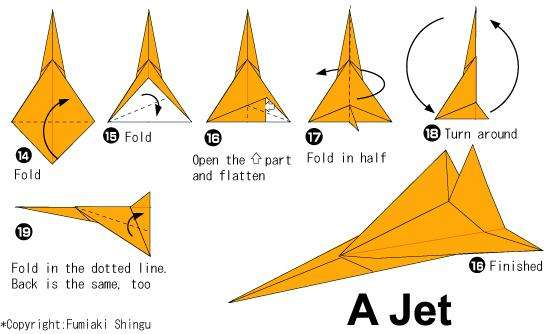 14
Fold
15 Fold
16
Open the ⇧ part
and flatten
17
Fold in half
18 Turn around
19
Fold in the dotted line.
Back is the same, too
16 Finished
A Jet
*Copyright:Fumiaki Shingu